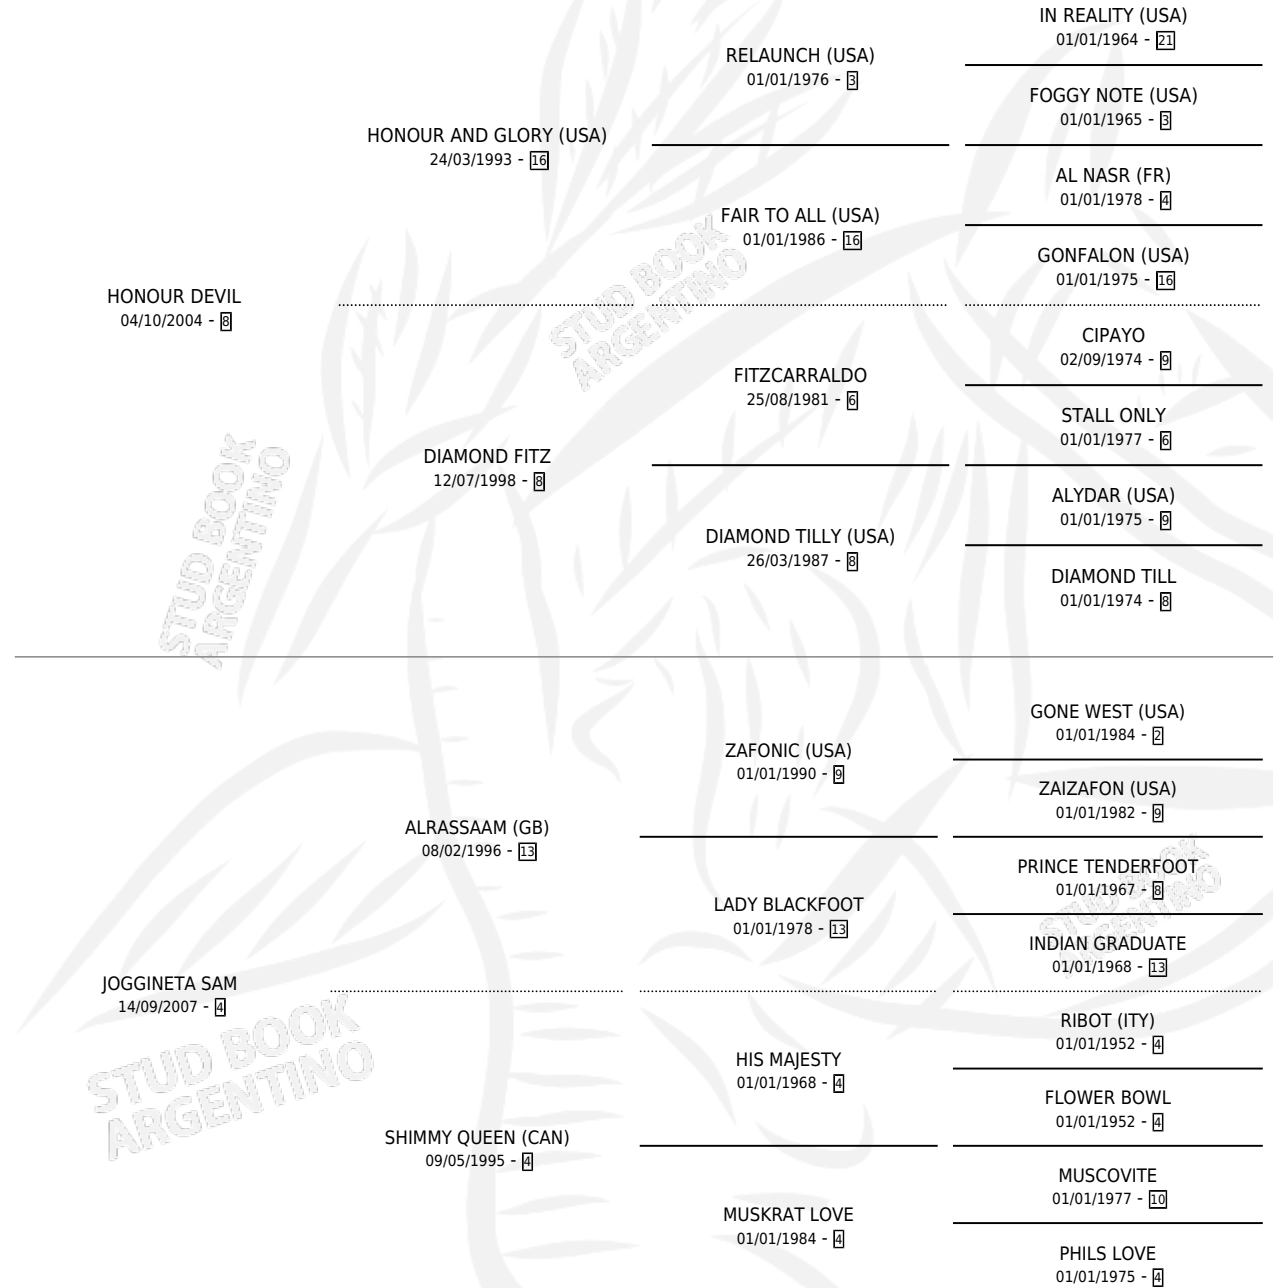 IN REALITY (USA)
01/01/1964 - 21
RELAUNCH (USA)
01/01/1976 - 3
FOGGY NOTE (USA)
01/01/1965 - 3
HONOUR AND GLORY (USA)
24/03/1993 - 16
AL NASR (FR)
01/01/1978 - 4
FAIR TO ALL (USA)
01/01/1986 - 16
GONFALON (USA)
01/01/1975 - 16
HONOUR DEVIL
04/10/2004 - 8
STUD BOOK
ARGENTINO
CIPAYO
02/09/1974 - 9
FITZCARRALDO
25/08/1981 - 6
STALL ONLY
01/01/1977 - 6
DIAMOND FITZ
12/07/1998 - 8
ALYDAR (USA)
01/01/1975 - 9
DIAMOND TILLY (USA)
26/03/1987 - 8
DIAMOND TILL
01/01/1974 - 8
STUD BOOK
ARGENTINO
GONE WEST (USA)
01/01/1984 - 2
ZAFONIC (USA)
01/01/1990 - 9
ZAIZAFON (USA)
01/01/1982 - 9
ALRASSAAM (GB)
08/02/1996 - 13
PRINCE TENDERFOOT
01/01/1967 - 8
LADY BLACKFOOT
01/01/1978 - 13
INDIAN GRADUATE
01/01/1968 - 13
STUD BOOK
ARGENTINO
JOGGINETA SAM
14/09/2007 - 4
RIBOT (ITY)
01/01/1952 - 4
HIS MAJESTY
01/01/1968 - 4
FLOWER BOWL
01/01/1952 - 4
STUD BOOK
ARGENTINO
SHIMMY QUEEN (CAN)
09/05/1995 - 4
MUSCOVITE
01/01/1977 - 10
MUSKRAT LOVE
01/01/1984 - 4
PHILS LOVE
01/01/1975 - 4